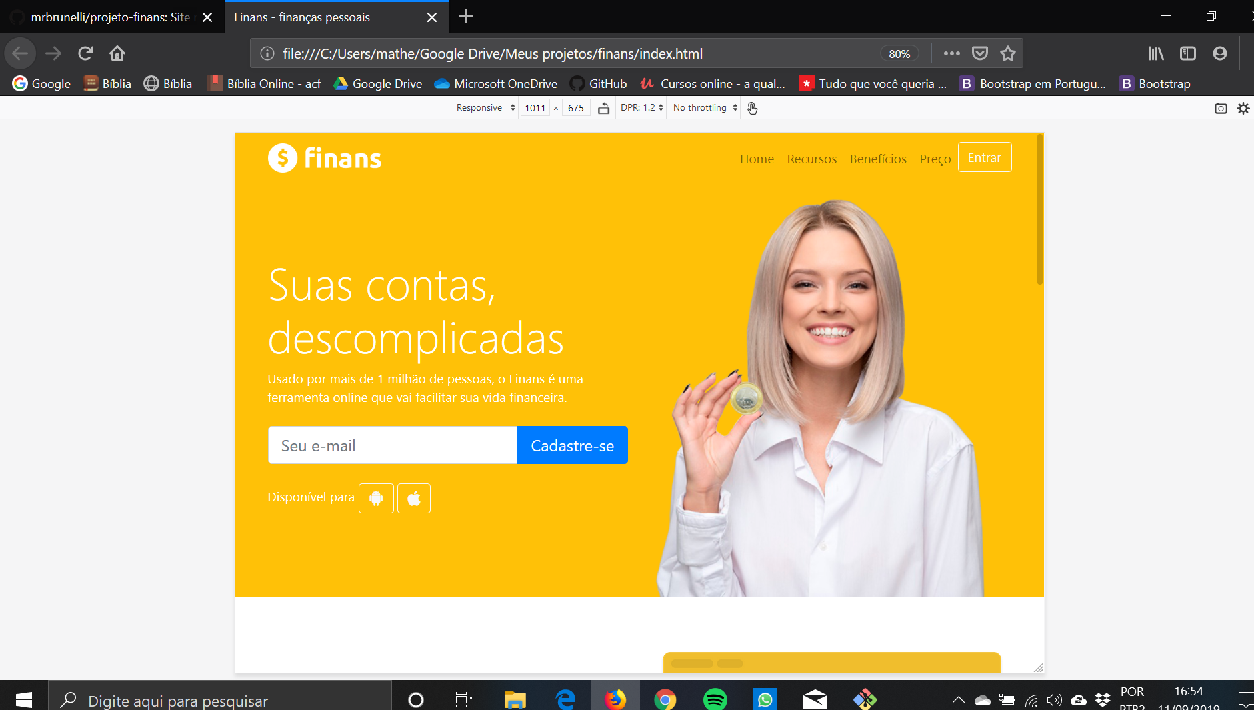 mrbrunelli/projeto-finans: Site
Finans - finanças pessoais
file:///C:/Users/mathe/Google Drive/Meus projetos/finans/index.html
80%
Google
Bíblia
Bíblia
Bíblia Online - acf
Google Drive
Microsoft OneDrive
GitHub
Cursos online - a qual...
Tudo que você queria ...
Bootstrap em Portugu...
Bootstrap
Responsive
1011 × 675
DPR: 1.2
No throttling
finans
Home
Recursos
Benefícios
Preço
Entrar
Suas contas,
descomplicadas
Usado por mais de 1 milhão de pessoas, o Finans é uma
ferramenta online que vai facilitar sua vida financeira.
Seu e-mail
Cadastre-se
Disponível para
Digite aqui para pesquisar
POR
PTB2
16:54
11/09/2019